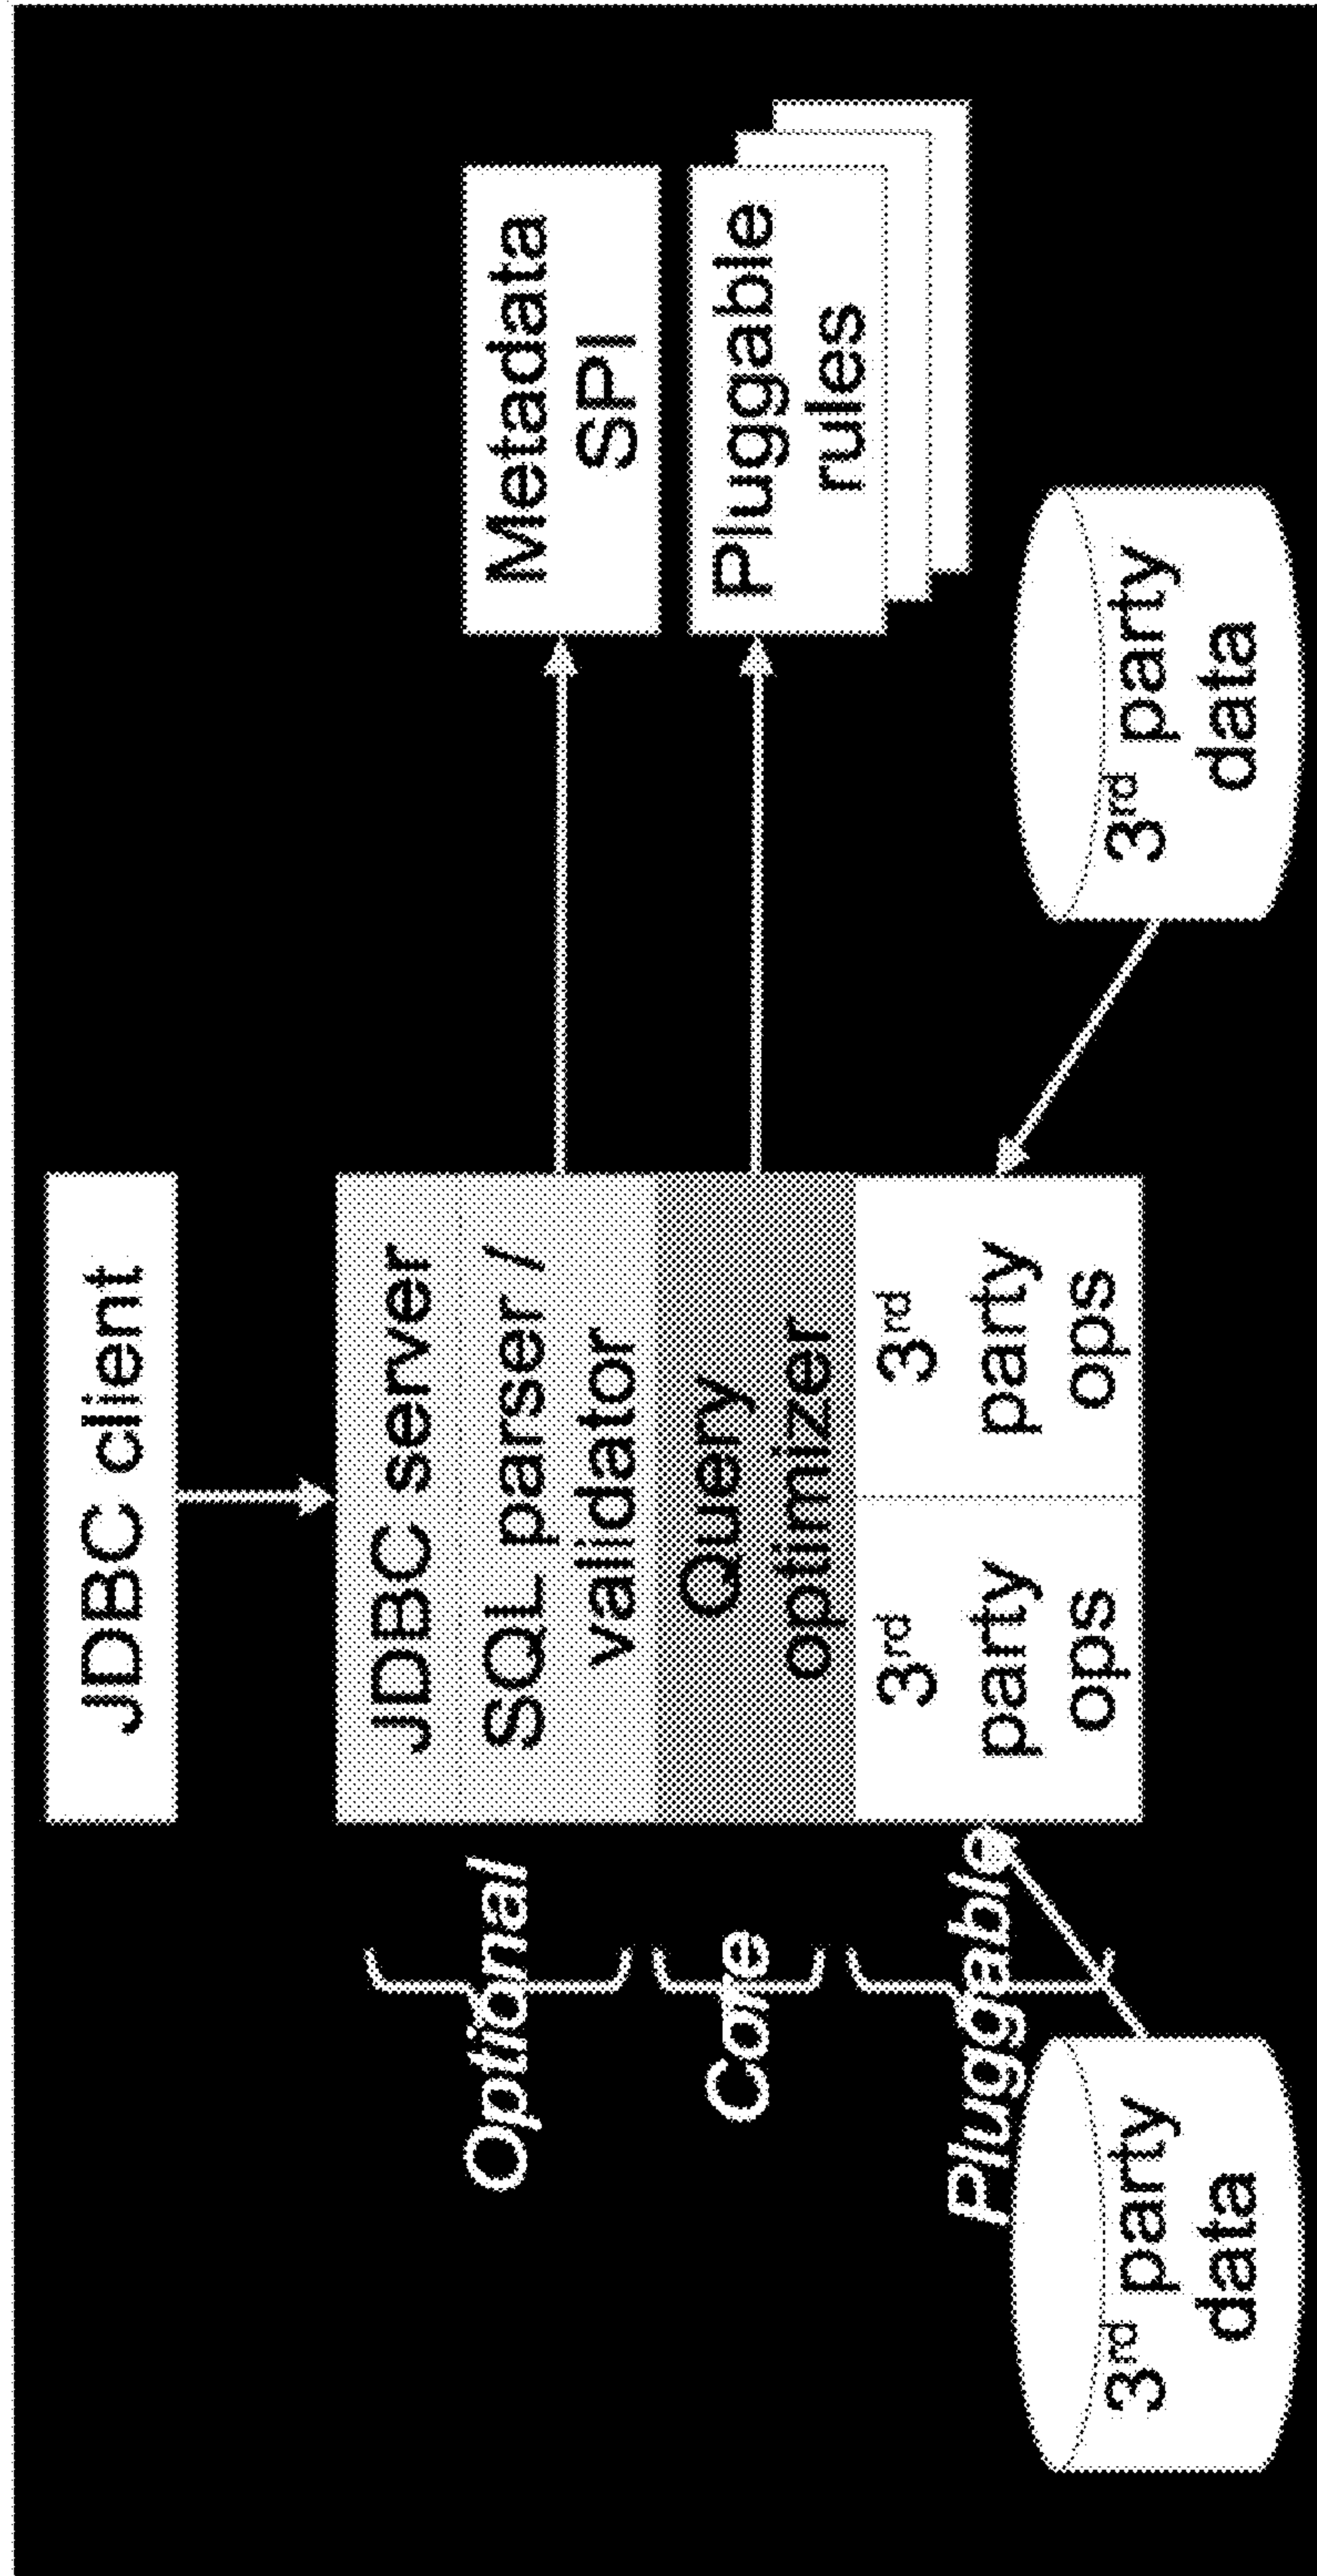 JDBC client
JDBC server
SQL parser /
validator
Query
optimizer
3rd
party
ops
3rd
party
ops
Optional
Core
Pluggable
Metadata
SPI
Pluggable
rules
3rd party
data
3rd party
data